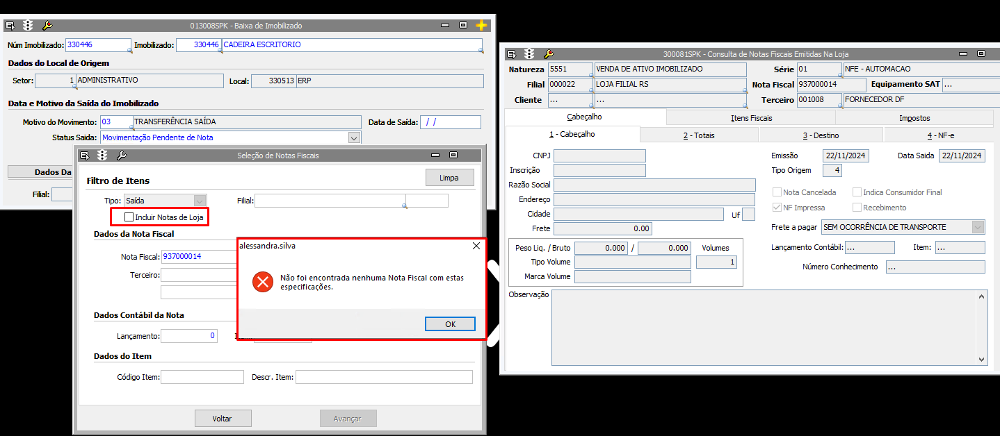 013008SPK - Baixa de Imobilizado
Núm Imobilizado: 330446 Imobilizado: 330446 CADEIRA ESCRITORIO
Dados do Local de Origem
Setor: 1 ADMINISTRATIVO Local: 330513 ERP
Data e Motivo da Saída do Imobilizado
Motivo do Movimento: 03 TRANSFERÊNCIA SAÍDA Data de Saída: / /
Status Saida: Movimentação Pendente de Nota
Dados Da
Filial:
Seleção de Notas Fiscais
Filtro de Itens Limpa
Tipo: Saída Filial:
Incluir Notas de Loja
Dados da Nota Fiscal
Nota Fiscal: 937000014
Terceiro:
Dados Contábil da Nota
Lançamento: 0
Dados do Item
Código Item: Descr. Item:
Voltar Avançar
alessandra.silva
Não foi encontrada nenhuma Nota Fiscal com estas
especificações.
OK
300081SPK - Consulta de Notas Fiscais Emitidas Na Loja
Natureza 5551 VENDA DE ATIVO IMOBILIZADO Série 01 NFE - AUTOMACAO
Filial 000022 LOJA FILIAL RS Nota Fiscal 937000014 Equipamento SAT ...
Cliente ... ... Terceiro 001008 FORNECEDOR DF
Cabeçalho Itens Fiscais Impostos
1 - Cabeçalho 2 - Totais 3 - Destino 4 - NF-e
CNPJ Emissão 22/11/2024 Data Saida 22/11/2024
Inscrição Tipo Origem 4
Razão Social
Endereço Nota Cancelada Indica Consumidor Final
Cidade Uf NF Impressa Recebimento
Frete 0.00 Frete a pagar SEM OCORRÊNCIA DE TRANSPORTE
Peso Liq. / Bruto 0.000 / 0.000 Volumes Lançamento Contábil: ... Item: ...
Tipo Volume 1 Número Conhecimento ...
Marca Volume
Observação